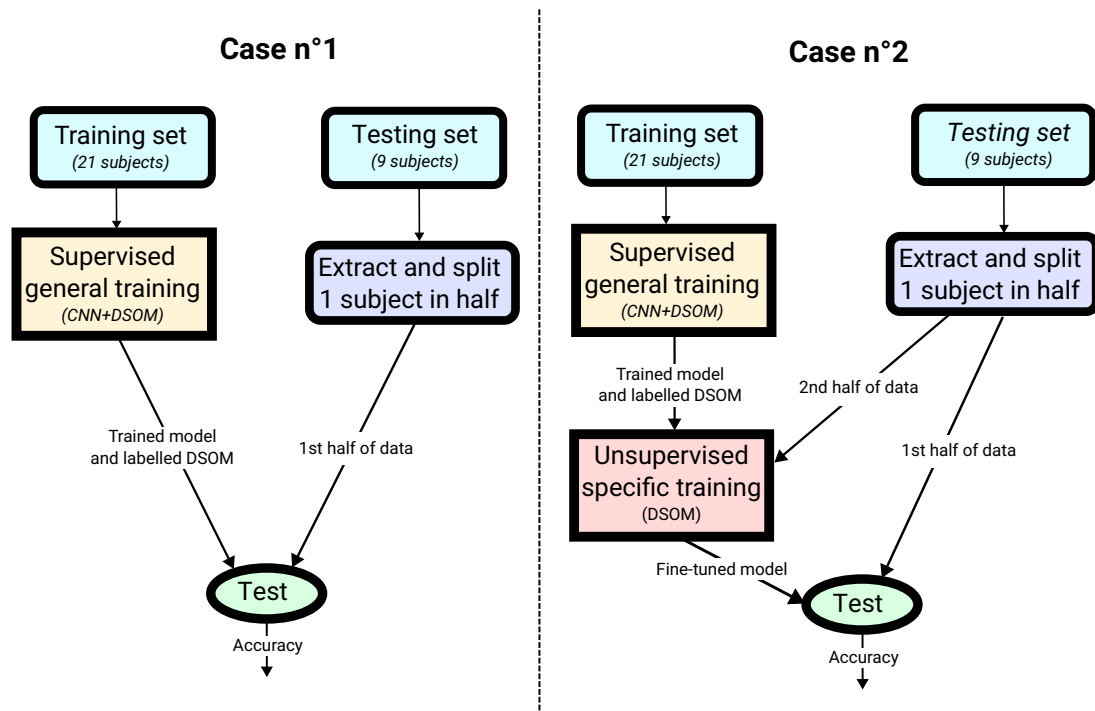 Case n°1
Training set
(21 subjects)
Testing set
(9 subjects)
Supervised
general training
(CNN+DSOM)
Extract and split
1 subject in half
Trained model
and labelled DSOM
1st half of data
Test
Accuracy
Case n°2
Training set
(21 subjects)
Testing set
(9 subjects)
Supervised
general training
(CNN+DSOM)
Extract and split
1 subject in half
Trained model
and labelled DSOM
2nd half of data
Unsupervised
specific training
(DSOM)
1st half of data
Fine-tuned model
Test
Accuracy